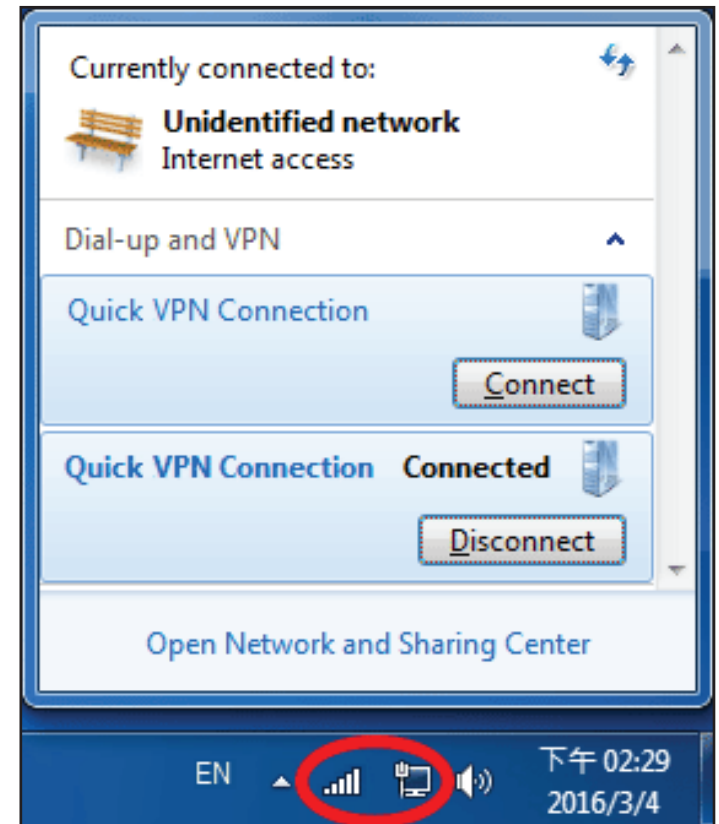 Currently connected to:
Unidentified network
Internet access
Dial-up and VPN
Quick VPN Connection
Connect
Quick VPN Connection Connected
Disconnect
Open Network and Sharing Center
EN 下午 02:29
2016/3/4